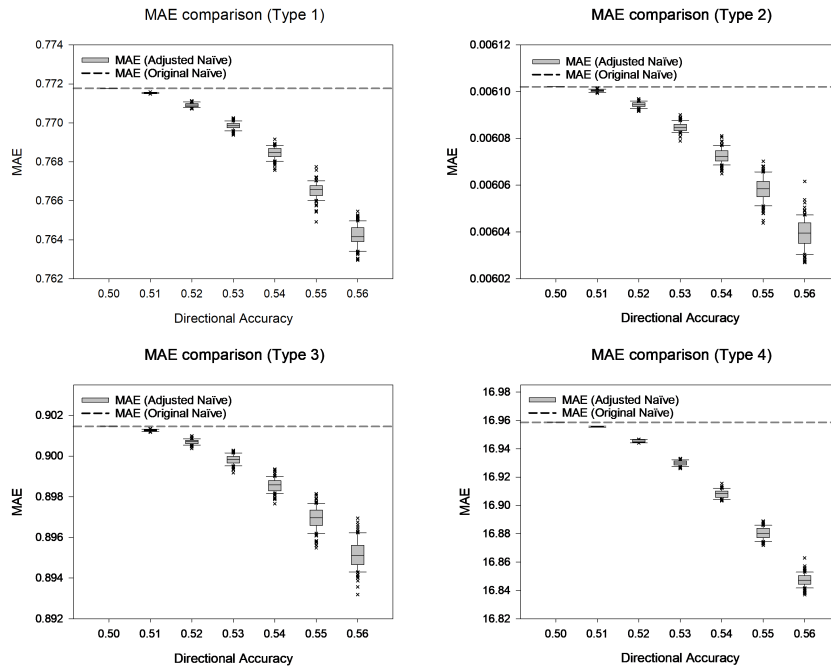 MAE comparison (Type 1)
MAE
0.774
0.772
0.770
0.768
0.766
0.764
0.762
MAE (Adjusted Naïve)
MAE (Original Naïve)
0.50 0.51 0.52 0.53 0.54 0.55 0.56
Directional Accuracy
MAE comparison (Type 2)
MAE
0.00612
0.00610
0.00608
0.00606
0.00604
0.00602
MAE (Adjusted Naïve)
MAE (Original Naïve)
0.50 0.51 0.52 0.53 0.54 0.55 0.56
Directional Accuracy
MAE comparison (Type 3)
MAE
0.902
0.900
0.898
0.896
0.894
0.892
MAE (Adjusted Naïve)
MAE (Original Naïve)
0.50 0.51 0.52 0.53 0.54 0.55 0.56
Directional Accuracy
MAE comparison (Type 4)
MAE
16.98
16.96
16.94
16.92
16.90
16.88
16.86
16.84
16.82
MAE (Adjusted Naïve)
MAE (Original Naïve)
0.50 0.51 0.52 0.53 0.54 0.55 0.56
Directional Accuracy